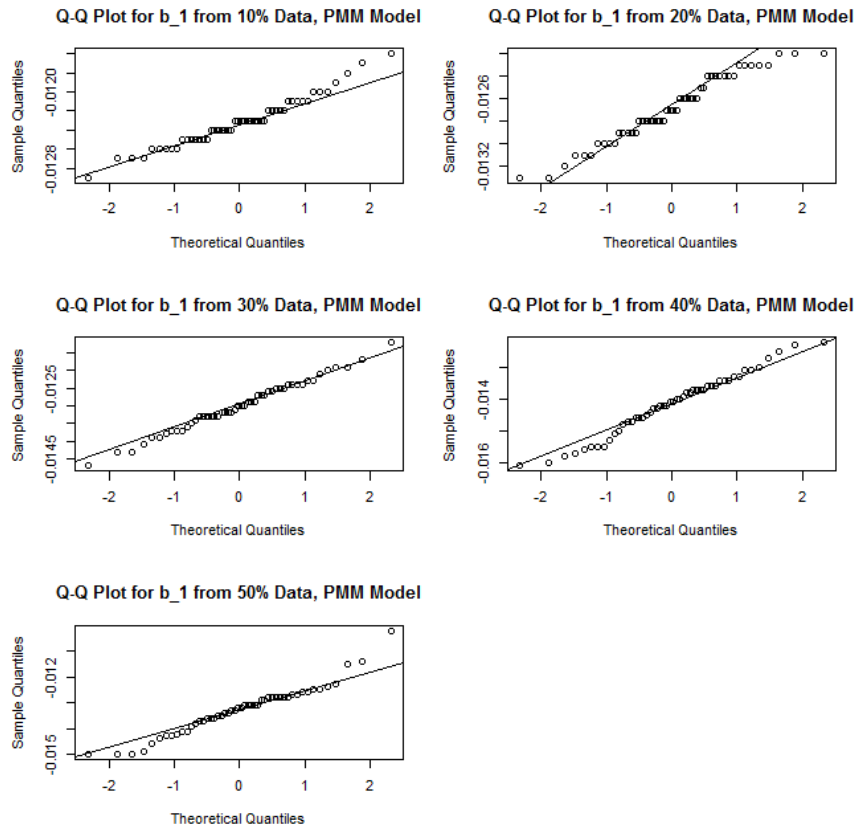 Q-Q Plot for b_1 from 10% Data, PMM Model
Sample Quantiles
-0.0120
-0.0128
-2 -1 0 1 2
Theoretical Quantiles
Q-Q Plot for b_1 from 20% Data, PMM Model
Sample Quantiles
-0.0126
-0.0132
-2 -1 0 1 2
Theoretical Quantiles
Q-Q Plot for b_1 from 30% Data, PMM Model
Sample Quantiles
-0.0125
-0.0145
-2 -1 0 1 2
Theoretical Quantiles
Q-Q Plot for b_1 from 40% Data, PMM Model
Sample Quantiles
-0.014
-0.016
-2 -1 0 1 2
Theoretical Quantiles
Q-Q Plot for b_1 from 50% Data, PMM Model
Sample Quantiles
-0.012
-0.015
-2 -1 0 1 2
Theoretical Quantiles